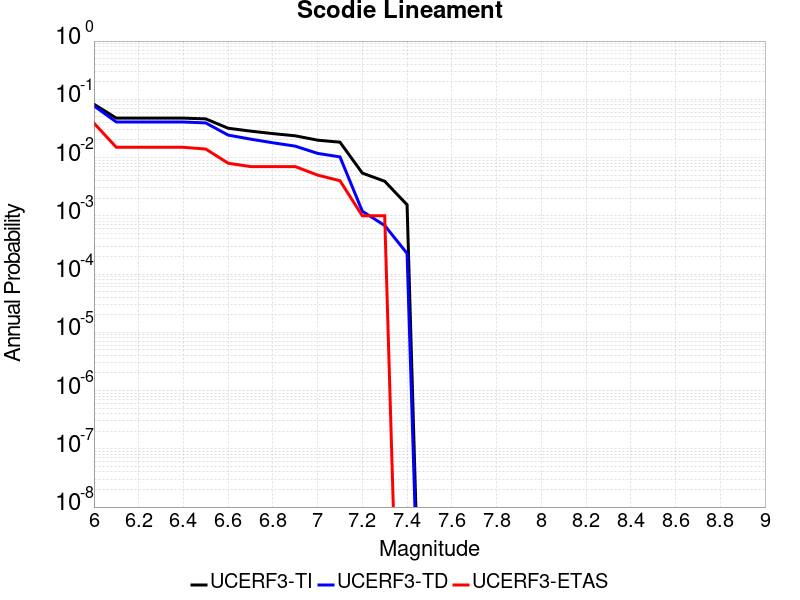 Scodie Lineament
10^0
10^-1
10^-2
10^-3
10^-4
10^-5
10^-6
10^-7
10^-8
Annual Probability
6 6.2 6.4 6.6 6.8 7 7.2 7.4 7.6 7.8 8 8.2 8.4 8.6 8.8 9
Magnitude
UCERF3-TI UCERF3-TD UCERF3-ETAS